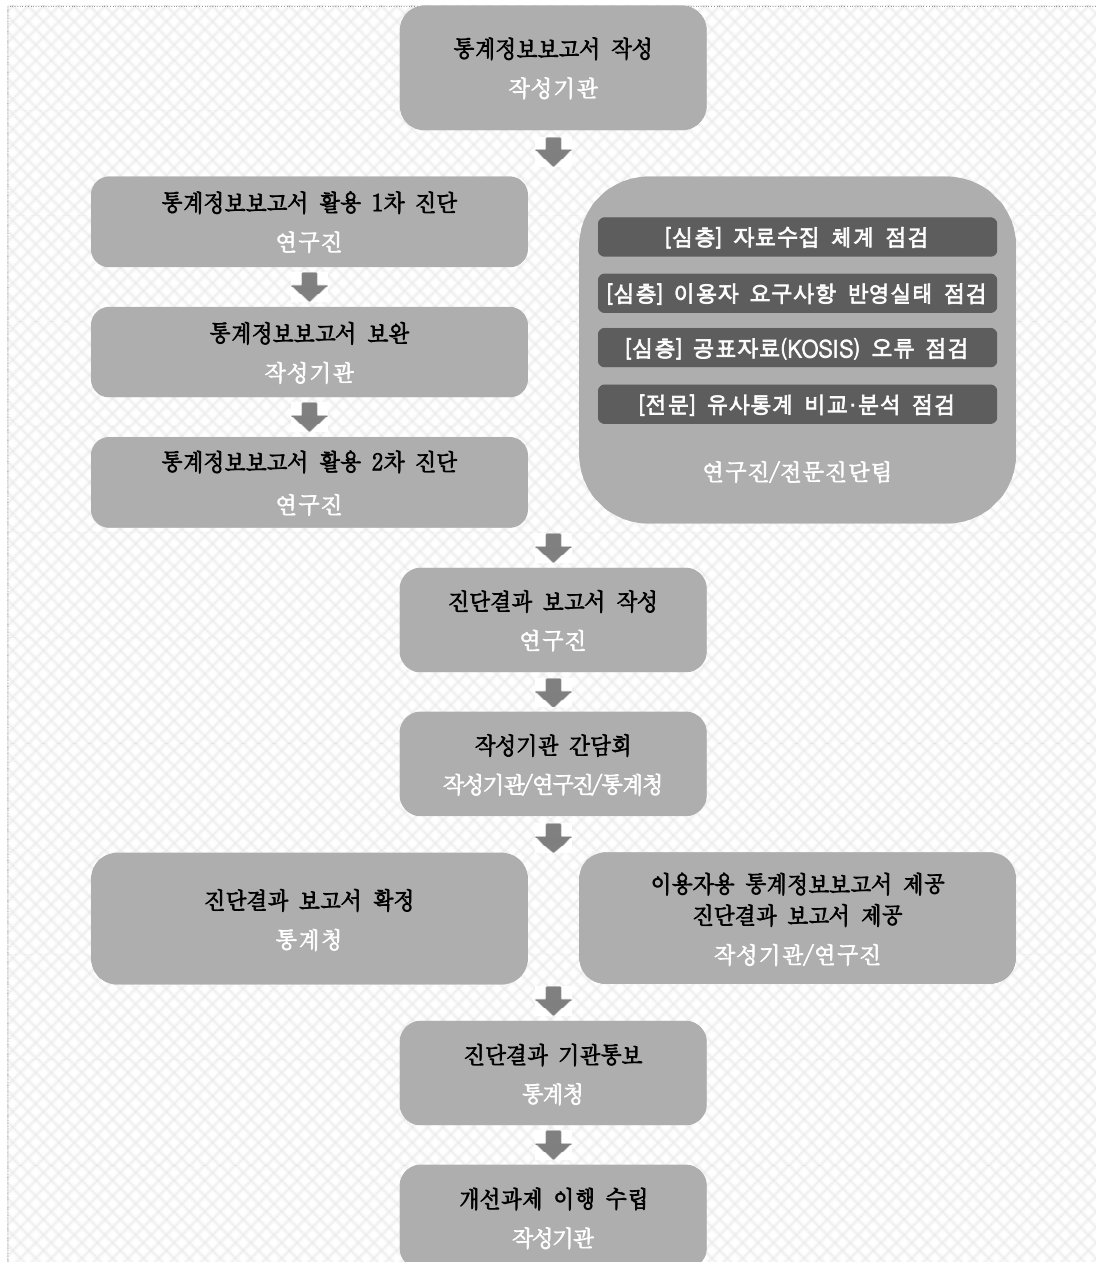 통계정보보고서 작성
작성기관
통계정보보고서 활용 1차 진단
연구진
통계정보보고서 보완
작성기관
통계정보보고서 활용 2차 진단
연구진
[심층] 자료수집 체계 점검
[심층] 이용자 요구사항 반영실태 점검
[심층] 공표자료(KOSIS) 오류 점검
[전문] 유사통계 비교·분석 점검
연구진/전문진단팀
진단결과 보고서 작성
연구진
작성기관 간담회
작성기관/연구진/통계청
진단결과 보고서 확정
통계청
이용자용 통계정보보고서 제공
진단결과 보고서 제공
작성기관/연구진
진단결과 기관통보
통계청
개선과제 이행 수립
작성기관